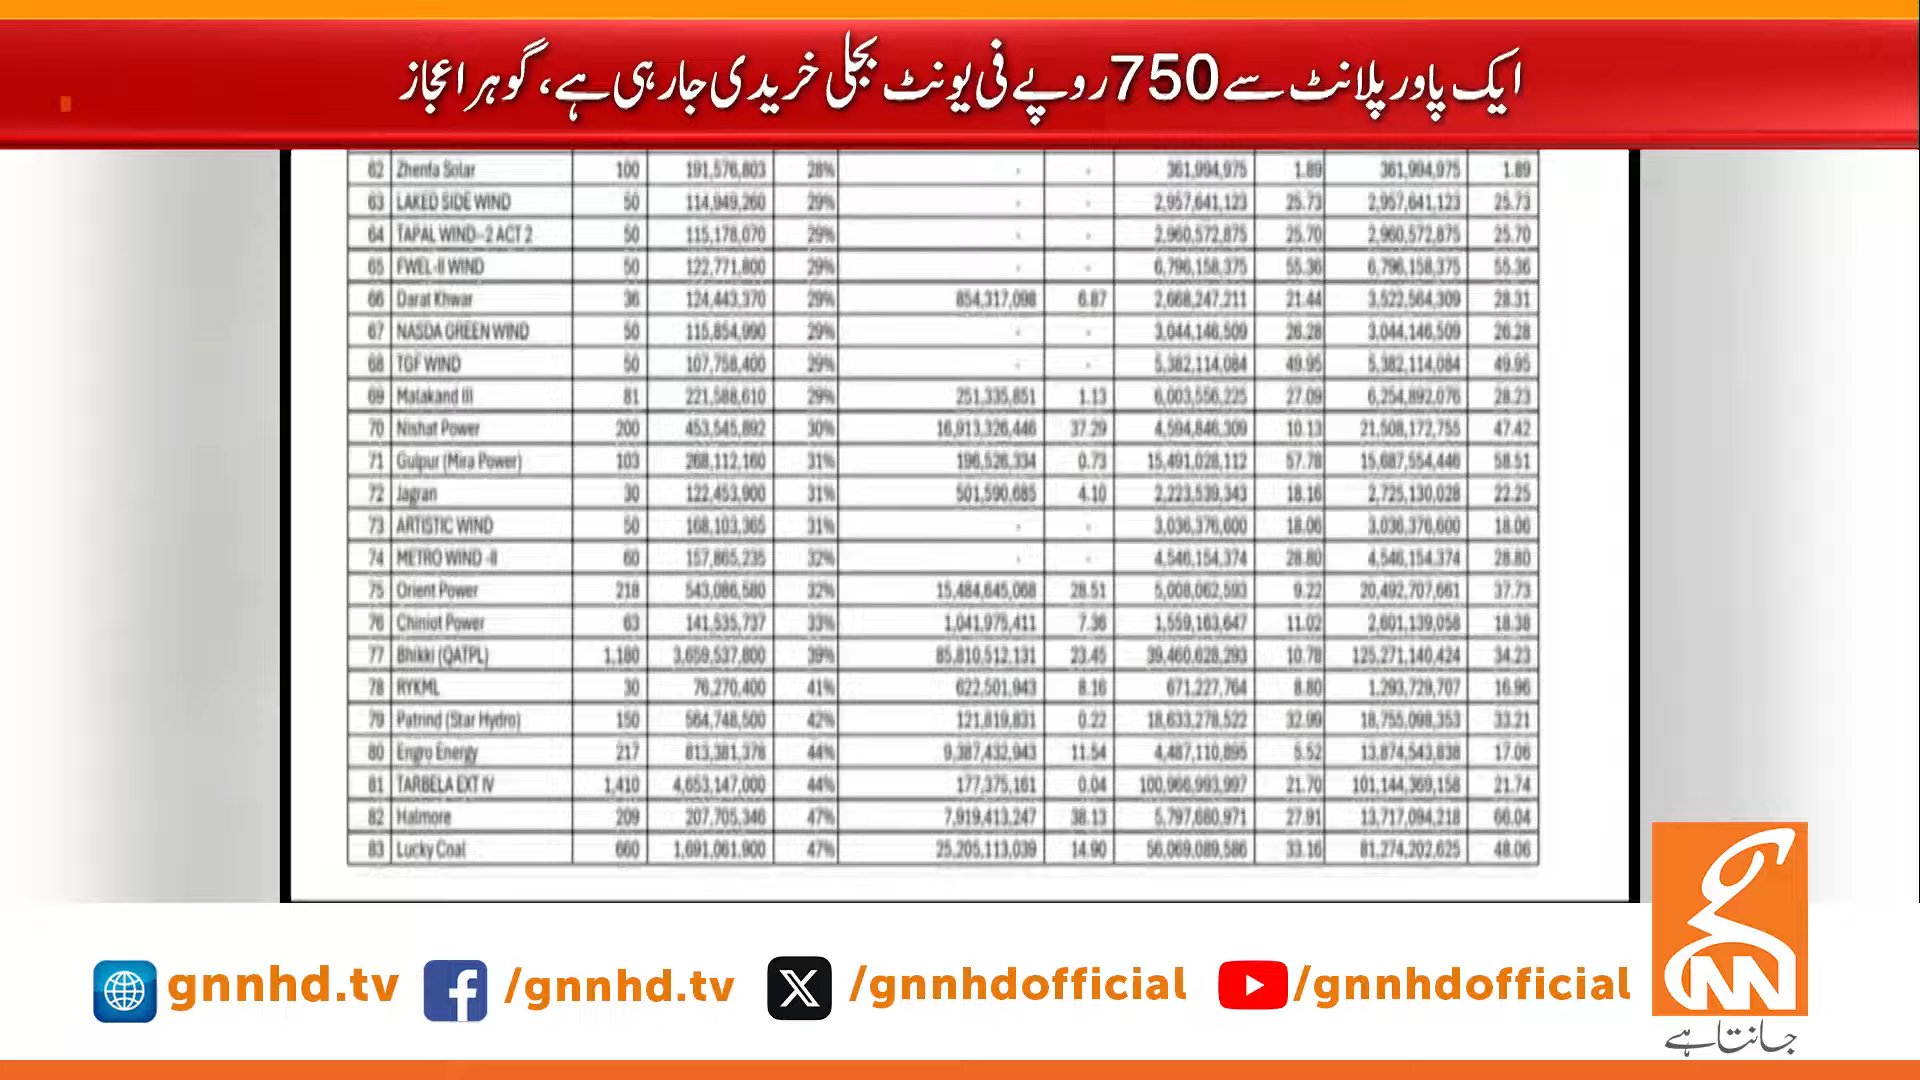 ایک پاور پلانٹ سے 750 روپے فی یونٹ بجلی خریدی جارہی ہے، گوہر اعجاز
62 Zhenfa Solar 100 191,576,803 28% - - 361,994,975 1.89 361,994,975 1.89
63 LAKED SIDE WIND 50 114,949,260 29% - - 2,957,641,123 25.73 2,957,641,123 25.73
64 TAPAL WIND-2 ACT 2 50 115,178,070 29% - - 2,960,572,875 25.70 2,960,572,875 25.70
65 FWEL-II WIND 50 122,771,800 29% - - 6,796,158,375 55.36 6,796,158,375 55.36
66 Darat Khwar 36 124,443,370 29% 854,317,098 6.87 2,668,247,211 21.44 3,522,564,309 28.31
67 NASDA GREEN WIND 50 115,854,990 29% - - 3,044,146,509 26.28 3,044,146,509 26.28
68 TGF WIND 50 107,758,400 29% - - 5,382,114,084 49.95 5,382,114,084 49.95
69 Malakand III 81 221,588,610 29% 251,335,851 1.13 6,003,556,225 27.09 6,254,892,076 28.23
70 Nishat Power 200 453,545,892 30% 16,913,326,446 37.29 4,594,846,309 10.13 21,508,172,755 47.42
71 Gulpur (Mira Power) 103 268,112,160 31% 196,526,334 0.73 15,491,028,112 57.78 15,687,554,446 58.51
72 Jagran 30 122,453,900 31% 501,590,685 4.10 2,223,539,343 18.16 2,725,130,028 22.25
73 ARTISTIC WIND 50 168,103,365 31% - - 3,036,376,600 18.06 3,036,376,600 18.06
74 METRO WIND -II 60 157,865,235 32% - - 4,546,154,374 28.80 4,546,154,374 28.80
75 Orient Power 218 543,086,580 32% 15,484,645,068 28.51 5,008,062,593 9.22 20,492,707,661 37.73
76 Chiniot Power 63 141,535,737 33% 1,041,975,411 7.36 1,559,163,647 11.02 2,601,139,058 18.38
77 Bhikki (QATPL) 1,180 3,659,537,800 39% 85,810,512,131 23.45 39,460,628,293 10.78 125,271,140,424 34.23
78 RYKML 30 76,270,400 41% 622,501,943 8.16 671,227,764 8.80 1,293,729,707 16.96
79 Patrind (Star Hydro) 150 564,748,500 42% 121,819,831 0.22 18,633,278,522 32.99 18,755,098,353 33.21
80 Engro Energy 217 813,381,378 44% 9,387,432,943 11.54 4,487,110,895 5.52 13,874,543,838 17.06
81 TARBELA EXT IV 1,410 4,653,147,000 44% 177,375,161 0.04 100,966,993,997 21.70 101,144,369,158 21.74
82 Halmore 209 207,705,346 47% 7,919,413,247 38.13 5,797,680,971 27.91 13,717,094,218 66.04
83 Lucky Coal 660 1,691,061,900 47% 25,205,113,039 14.90 56,069,089,586 33.16 81,274,202,625 48.06
gnnhd.tv /gnnhd.tv /gnnhdofficial /gnnhdofficial
GNN
جانتا ہے